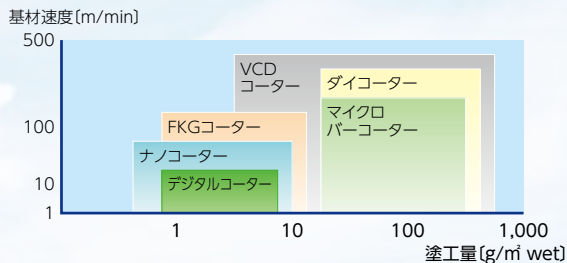 基材速度〔m/min〕
500
100
10
1
VCD
コーター
ダイコーター
マイクロ
バーコーター
FKGコーター
ナノコーター
デジタルコーター
1
10
100
1,000
塗工量〔g/㎡ wet〕